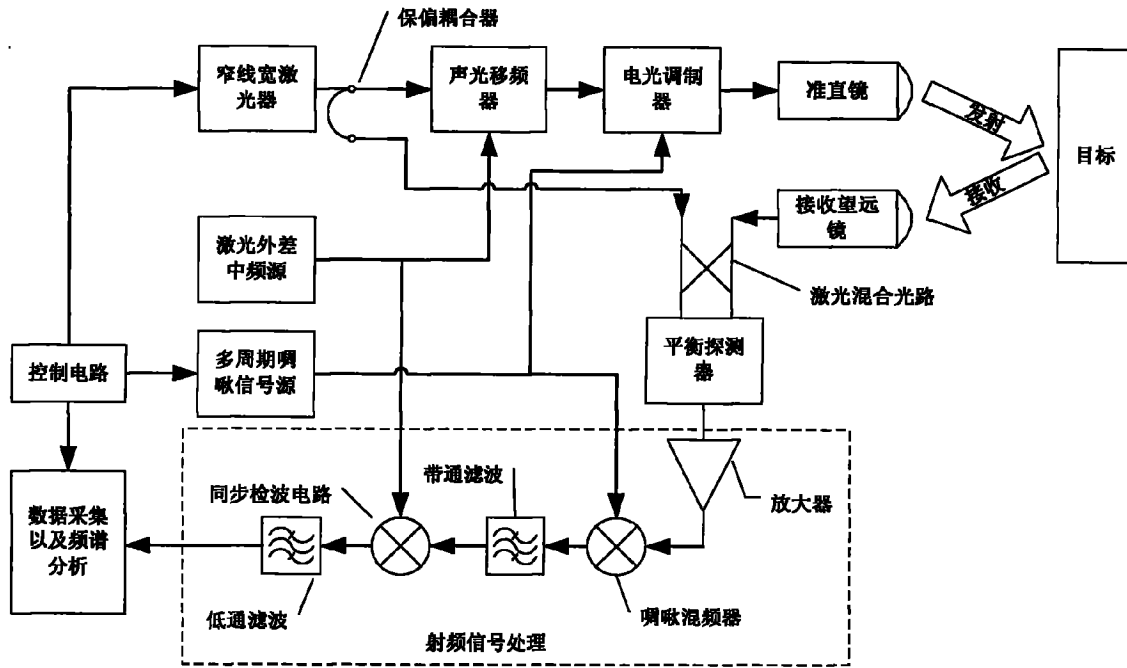 保偏耦合器
窄线宽激
光器
声光移频
器
电光调制
器
准直镜
发射
目标
接收
接收望远
镜
激光外差
中频源
激光混合光路
控制电路
多周期啁
啾信号源
平衡探测
器
带通滤波
同步检波电路
放大器
数据采集
以及频谱
分析
低通滤波
啁啾混频器
射频信号处理